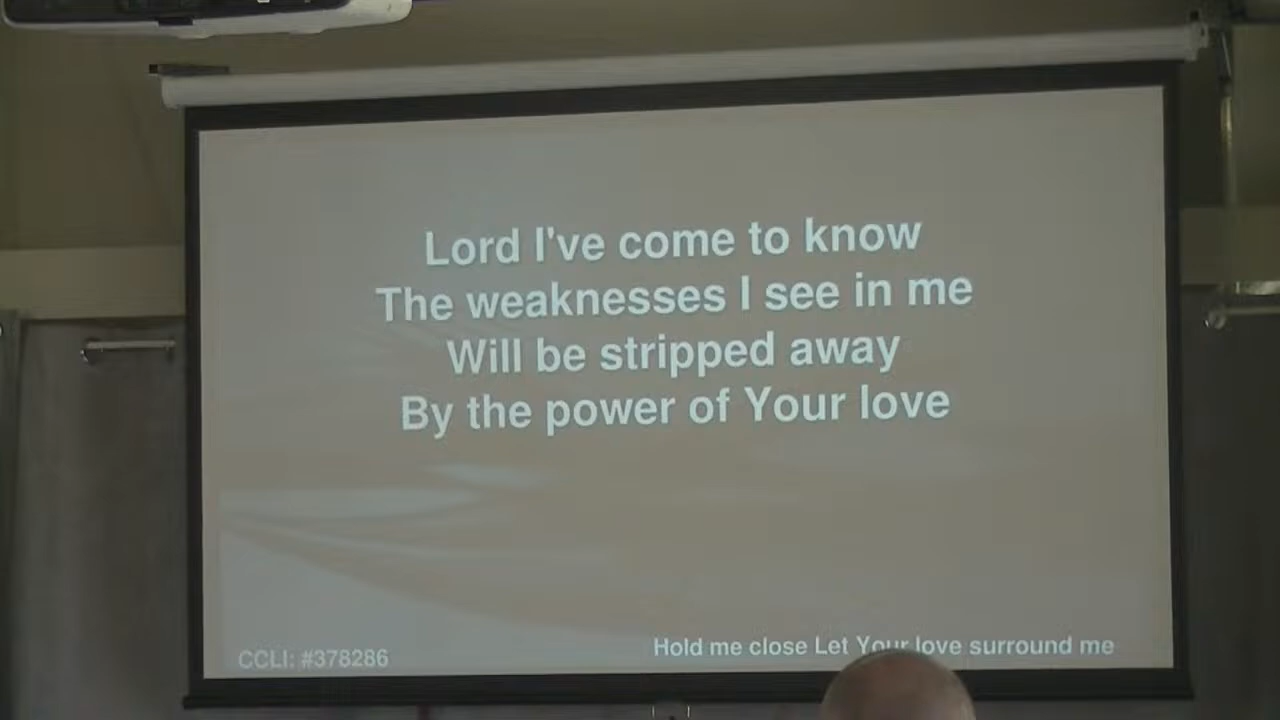 Lord I've come to know
The weaknesses I see in me
Will be stripped away
By the power of Your love
CCLI: #378286
Hold me close Let Your love surround me